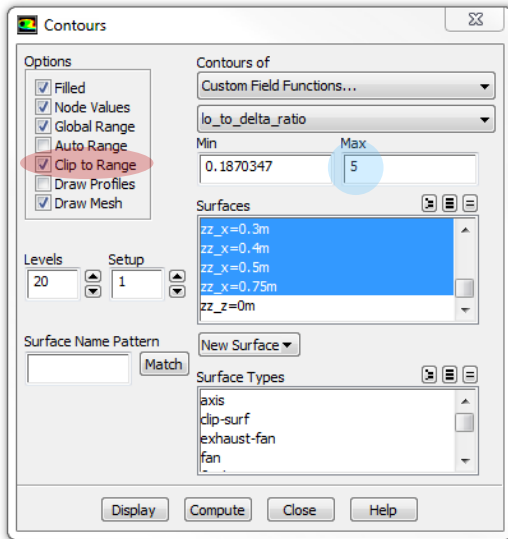 Contours
Options
Filled
Node Values
Global Range
Auto Range
Clip to Range
Draw Profiles
Draw Mesh
Levels
Setup
20
1
Surface Name Pattern
Match
Contours of
Custom Field Functions...
lo_to_delta_ratio
Min
Max
0.1870347
5
Surfaces
zz_x=0.3m
zz_x=0.4m
zz_x=0.5m
zz_x=0.75m
zz_z=0m
New Surface
Surface Types
axis
clip-surf
exhaust-fan
fan
Display
Compute
Close
Help